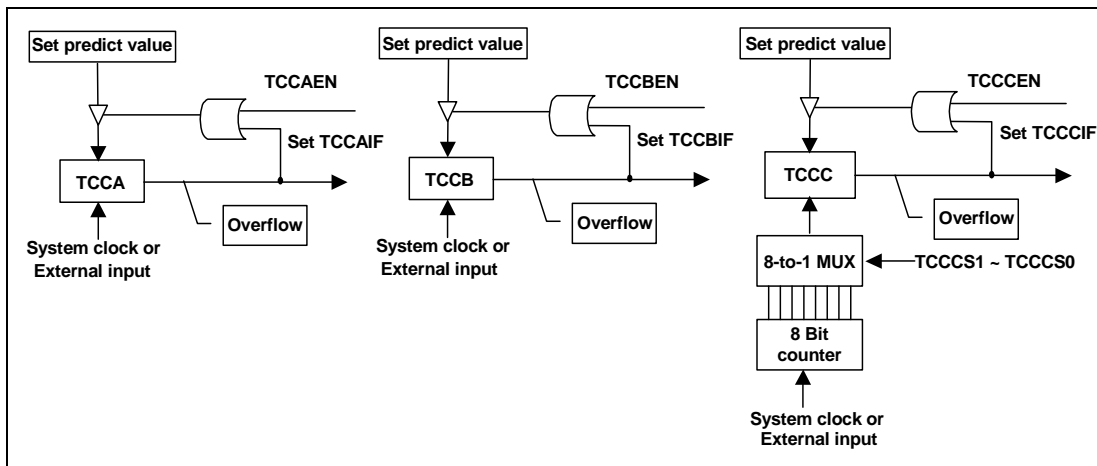 Set predict value
TCCAEN
Set TCCAIF
TCCA
Overflow
System clock or
External input
Set predict value
TCCBEN
Set TCCBIF
TCCB
Overflow
System clock or
External input
Set predict value
TCCCEN
Set TCCCIF
TCCC
Overflow
8-to-1 MUX
TCCCS1 ~ TCCCS0
8 Bit
counter
System clock or
External input